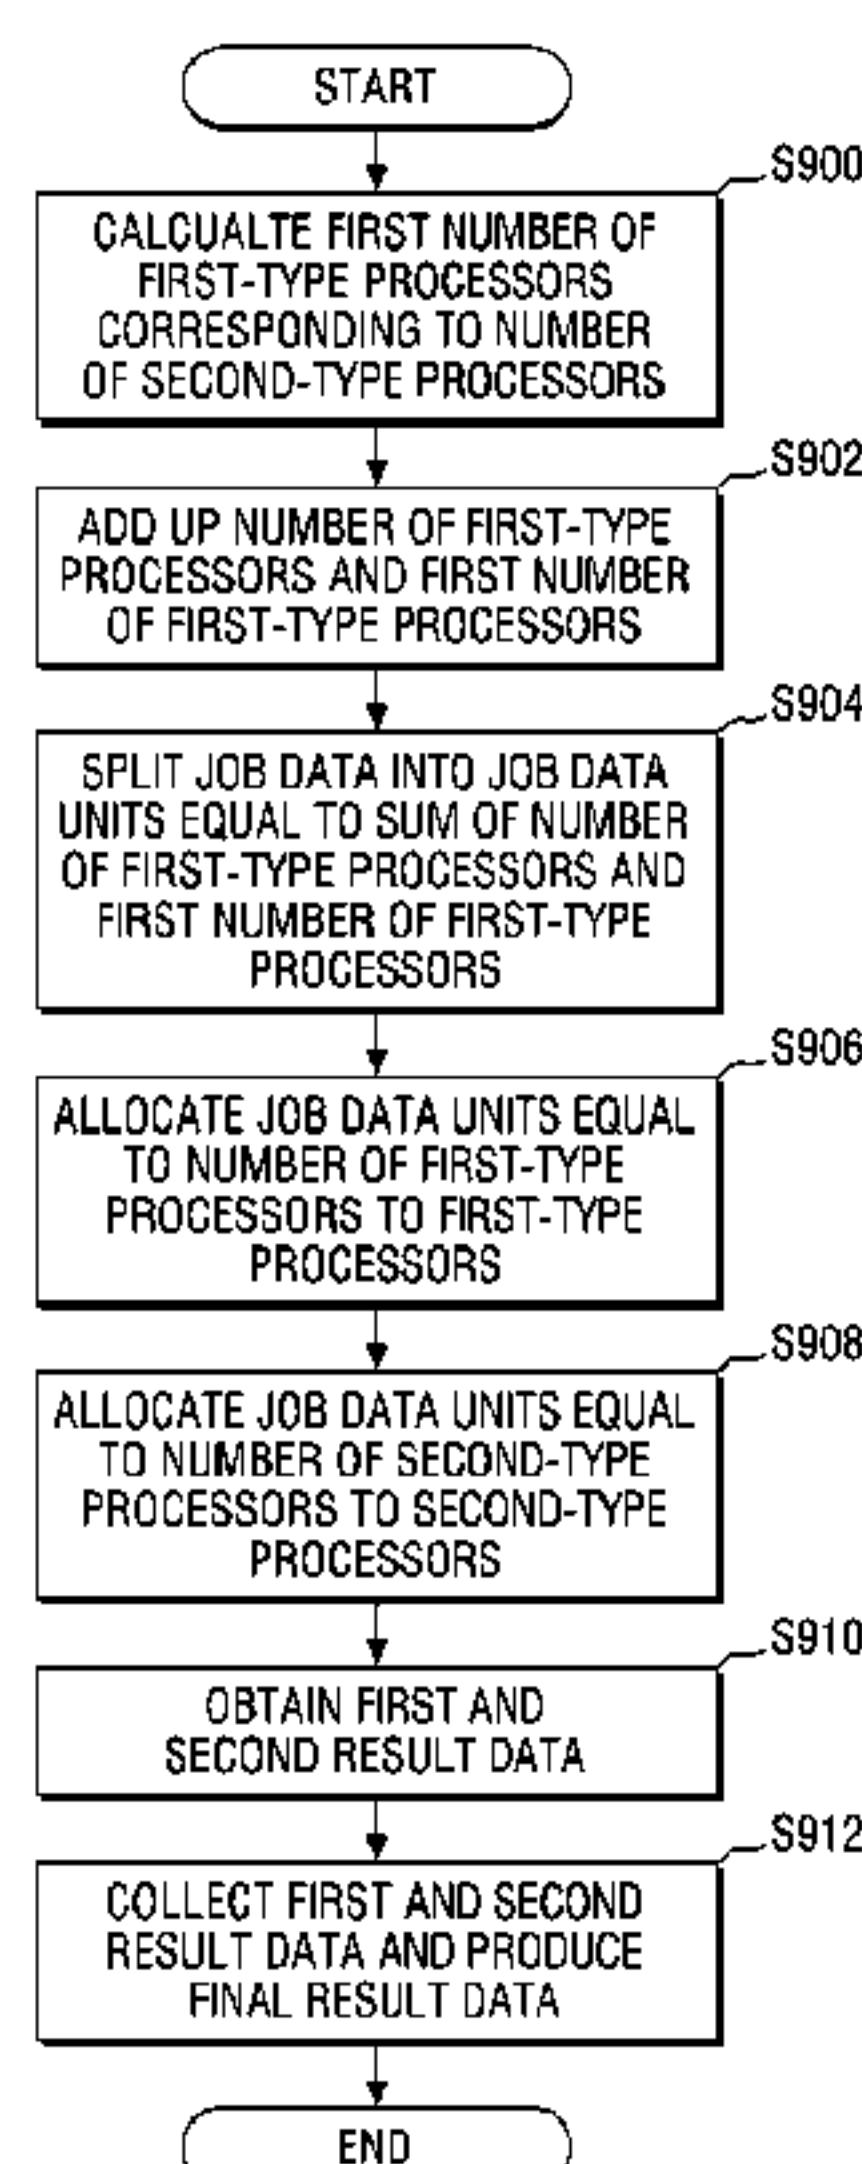 START
S900
CALCUALTE FIRST NUMBER OF
FIRST-TYPE PROCESSORS
CORRESPONDING TO NUMBER
OF SECOND-TYPE PROCESSORS
S902
ADD UP NUMBER OF FIRST-TYPE
PROCESSORS AND FIRST NUMBER
OF FIRST-TYPE PROCESSORS
S904
SPLIT JOB DATA INTO JOB DATA
UNITS EQUAL TO SUM OF NUMBER
OF FIRST-TYPE PROCESSORS AND
FIRST NUMBER OF FIRST-TYPE
PROCESSORS
S906
ALLOCATE JOB DATA UNITS EQUAL
TO NUMBER OF FIRST-TYPE
PROCESSORS TO FIRST-TYPE
PROCESSORS
S908
ALLOCATE JOB DATA UNITS EQUAL
TO NUMBER OF SECOND-TYPE
PROCESSORS TO SECOND-TYPE
PROCESSORS
S910
OBTAIN FIRST AND
SECOND RESULT DATA
S912
COLLECT FIRST AND SECOND
RESULT DATA AND PRODUCE
FINAL RESULT DATA
END